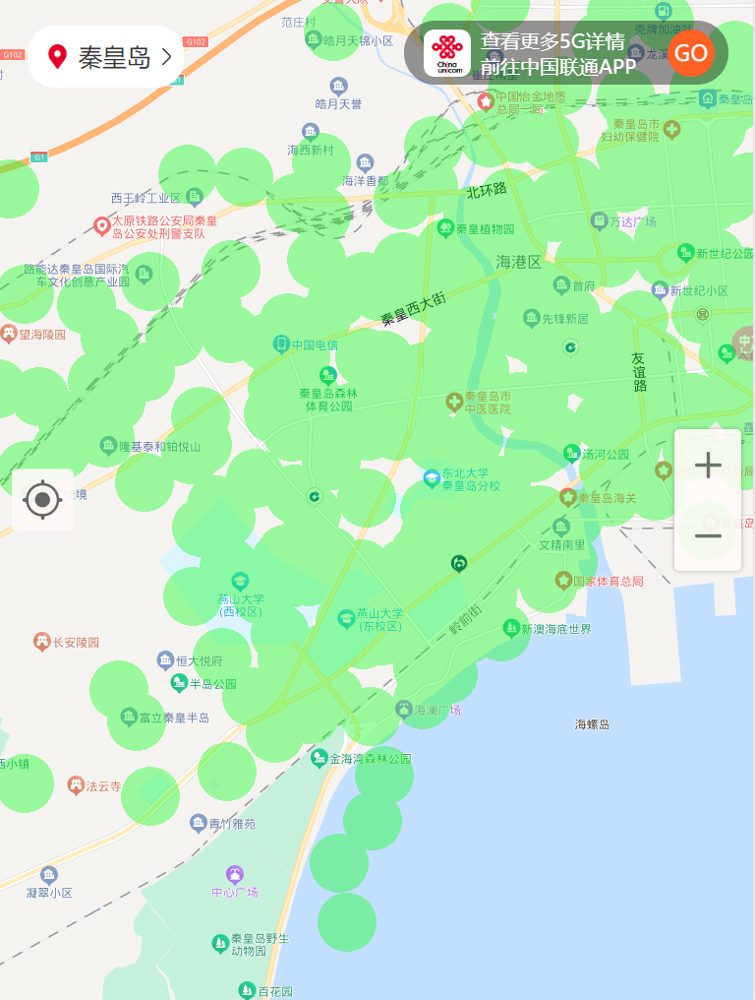 范庄村
G102
G102
秦皇岛
皓月天锦小区
查看更多5G详情
前往中国联通APP
China
unicom
GO
壳牌加油站
龙溪
皓月天誉
中国冶金地质
总局一局
秦皇岛
秦皇岛市
妇幼保健院
海西新村
G1
海洋香都
北环路
西王岭工业区
太原铁路公安局秦皇
岛公安处刑警支队
秦皇植物园
万达广场
海港区
新世纪公园
路能达秦皇岛国际汽
车文化创意产业园
首府
新世纪小区
秦皇西大街
先锋新居
望海陵园
中国电信
友谊路
秦皇岛森林
体育公园
秦皇岛市
中医医院
隆基泰和铂悦山
汤河公园
东北大学
秦皇岛分校
境
秦皇岛海关
文精南里
燕山大学
(西校区)
国家体育总局
燕山大学
(东校区)
岭前街
新澳海底世界
长安陵园
恒大悦府
半岛公园
富立秦皇半岛
海澜广场
海螺岛
西小镇
金海湾森林公园
法云寺
青竹雅苑
凝翠小区
中心广场
秦皇岛野生
动物园
百花园